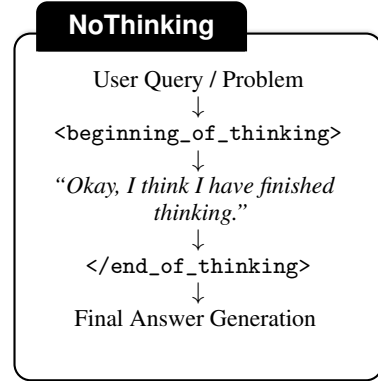 NoThinking
User Query / Problem
↓
<beginning_of_thinking>
↓
“Okay, I think I have finished
thinking.”
↓
</end_of_thinking>
↓
Final Answer Generation